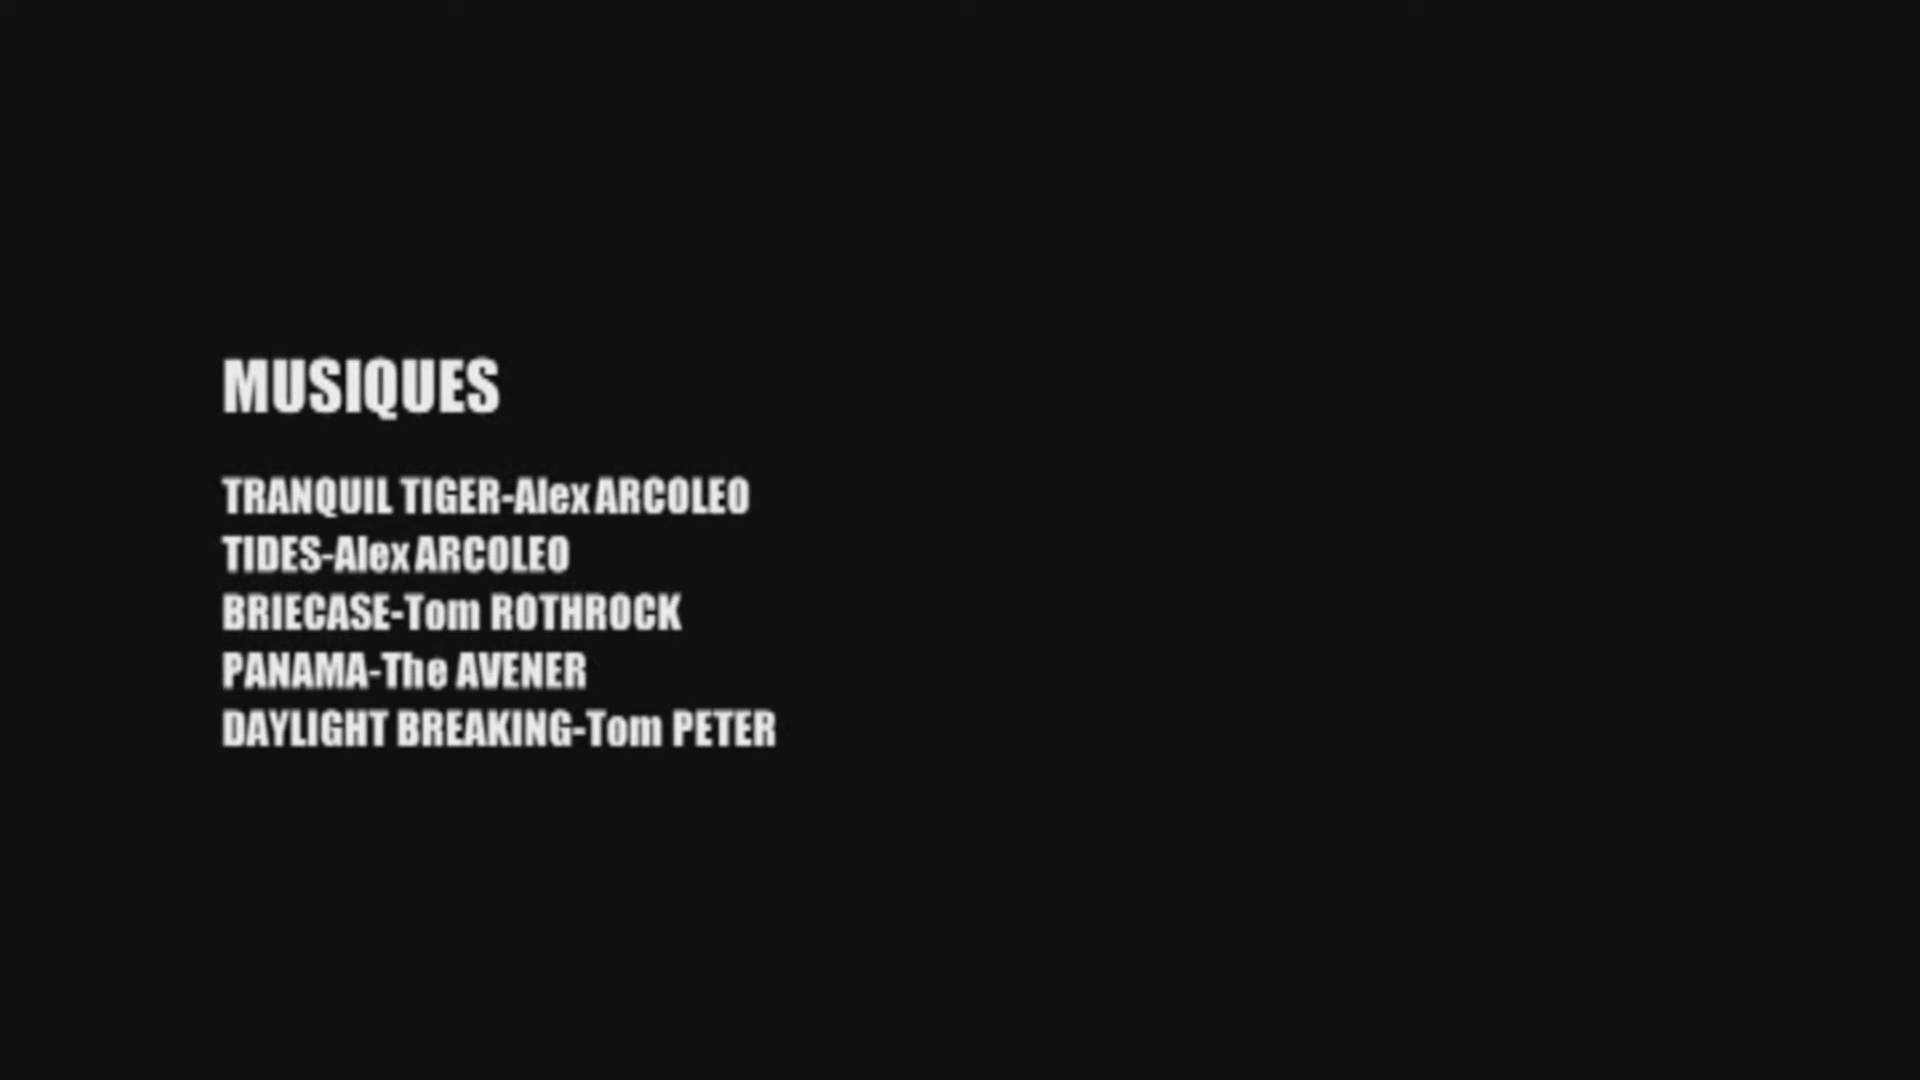 MUSIQUES
TRANQUIL TIGER-Alex ARCOLEO
TIDES-Alex ARCOLEO
BRIECASE-Tom ROTHROCK
PANAMA-The AVENER
DAYLIGHT BREAKING-Tom PETER